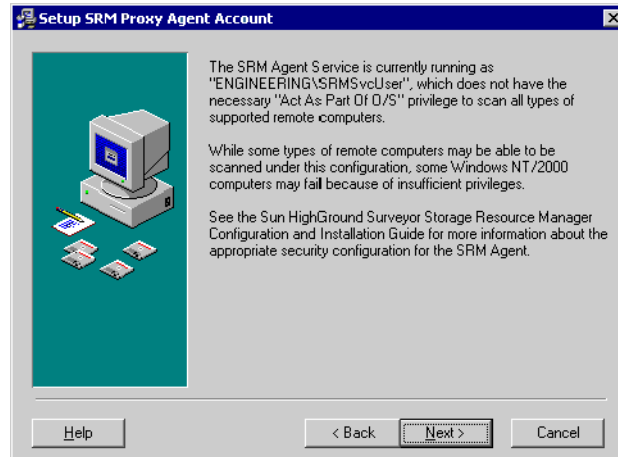 Setup SRM Proxy Agent Account
The SRM Agent Service is currently running as
"ENGINEERING\SRMSvcUser", which does not have the
necessary "Act As Part Of O/S" privilege to scan all types of
supported remote computers.
While some types of remote computers may be able to be
scanned under this configuration, some Windows NT/2000
computers may fail because of insufficient privileges.
See the Sun HighGround Surveyor Storage Resource Manager
Configuration and Installation Guide for more information about the
appropriate security configuration for the SRM Agent.
Help
< Back
Next >
Cancel